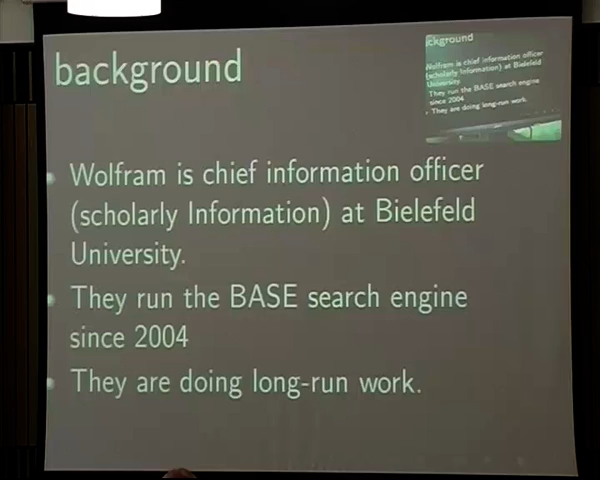 background
Wolfram is chief information officer
(scholarly Information) at Bielefeld
University.
They run the BASE search engine
since 2004
They are doing long-run work.
ckground
Wolfram is chief information officer
(scholarly Information) at Bielefeld
University
They run the BASE search engine
since 2004
They are doing long-run work.